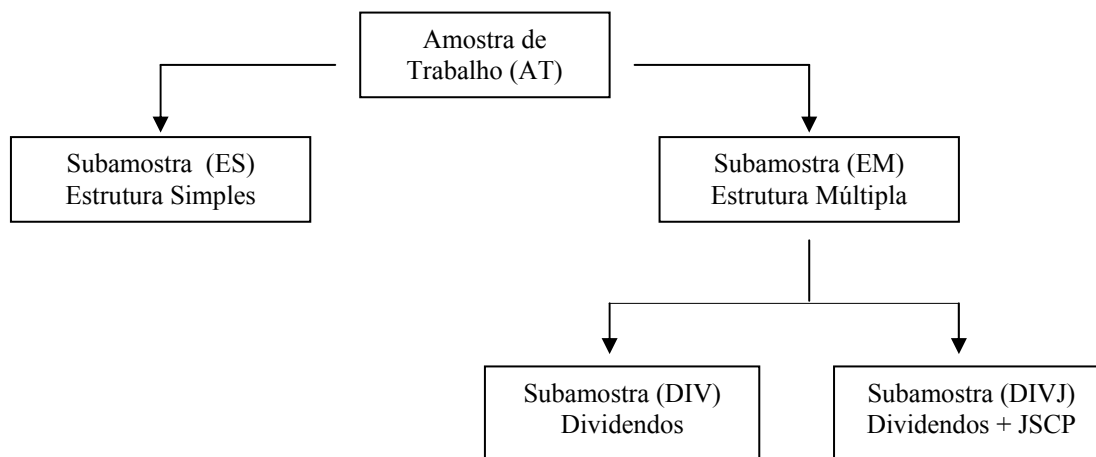 Amostra de
Trabalho (AT)
Subamostra (ES)
Estrutura Simples
Subamostra (EM)
Estrutura Múltipla
Subamostra (DIV)
Dividendos
Subamostra (DIVJ)
Dividendos + JSCP